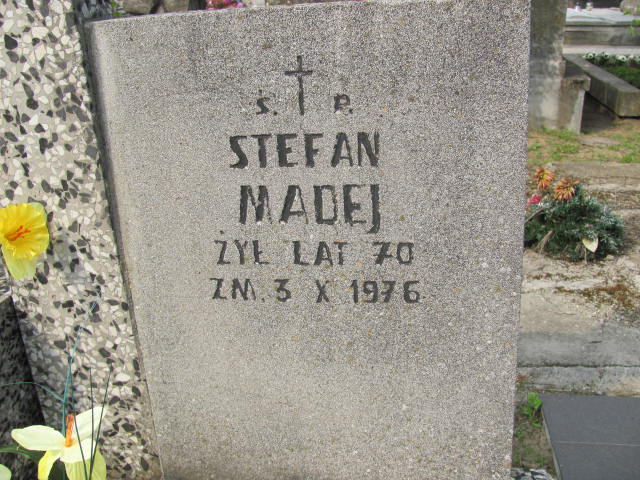 Ś. P.
STEFAN
MADEJ
ŻYŁ LAT 70
ZM. 3 X 1976